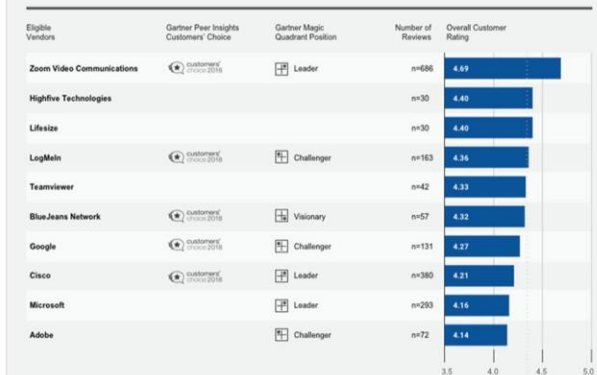 Eligible Vendors Gartner Peer Insights Customers' Choice Gartner Magic Quadrant Position Number of Reviews Overall Customer Rating
Zoom Video Communications customers' choice 2018 Leader n=686 4.69
Highfive Technologies n=30 4.40
Lifesize n=30 4.40
LogMeIn customers' choice 2018 Challenger n=163 4.36
Teamviewer n=42 4.33
BlueJeans Network customers' choice 2018 Visionary n=57 4.32
Google customers' choice 2018 Challenger n=131 4.27
Cisco customers' choice 2018 Leader n=380 4.21
Microsoft Leader n=293 4.16
Adobe Challenger n=72 4.14
3.5 4.0 4.5 5.0